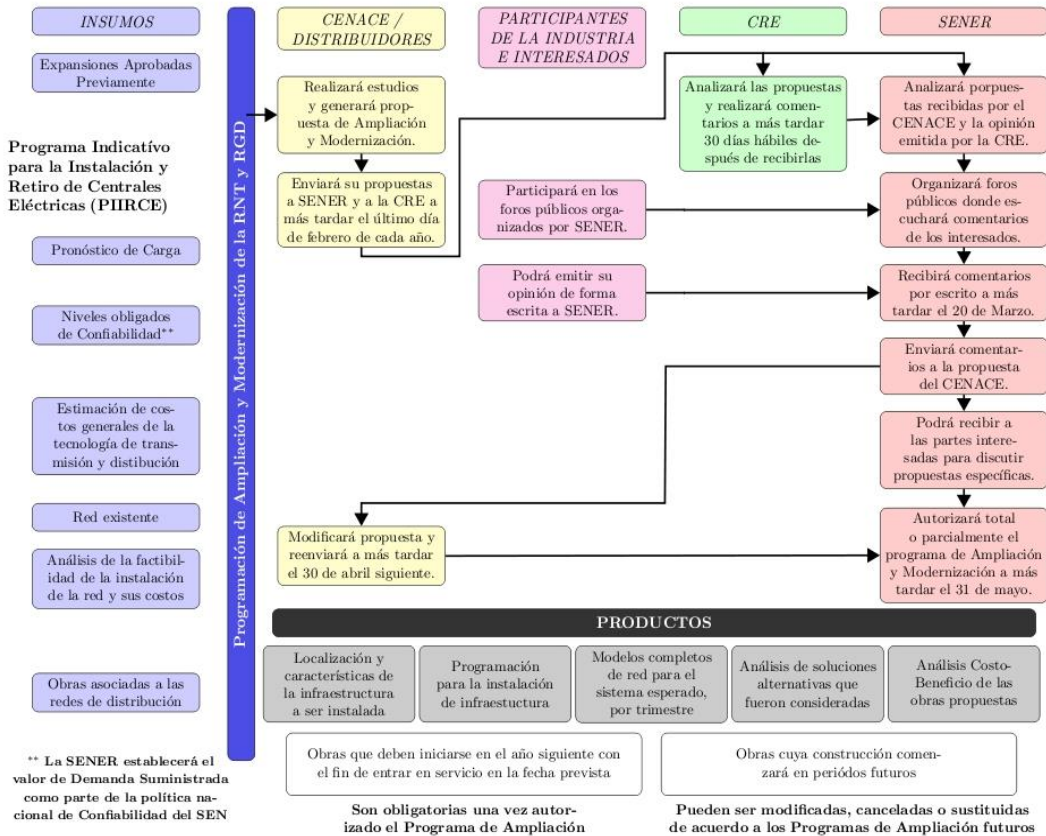 INSUMOS
Expansiones Aprobadas
Previamente
Programa Indicatívo
para la Instalación y
Retiro de Centrales
Eléctricas (PIIRCE)
Pronóstico de Carga
Niveles obligados
de Confiabilidad**
Estimación de cos-
tos generales de la
tecnología de trans-
misión y distibución
Red existente
Análisis de la factibil-
idad de la instalación
de la red y sus costos
Obras asociadas a las
redes de distribución
** La SENER establecerá el
valor de Demanda Suministrada
como parte de la política na-
cional de Confiabilidad del SEN
Programación de Ampliación y Modernización de la RNT y RGD
CENACE /
DISTRIBUIDORES
Realizará estudios
y generará prop-
uesta de Ampliación
y Modernización.
Enviará su propuestas
a SENER y a la CRE a
más tardar el último día
de febrero de cada año.
Modificará propuesta y
reenviará a más tardar
el 30 de abril siguiente.
PARTICIPANTES
DE LA INDUSTRIA
E INTERESADOS
Participará en los
foros públicos orga-
nizados por SENER.
Podrá emitir su
opinión de forma
escrita a SENER.
CRE
Analizará las propuestas
y realizará comen-
tarios a más tardar
30 días hábiles de-
spués de recibirlas
SENER
Analizará porpues-
tas recibidas por el
CENACE y la opinión
emitida por la CRE.
Organizará foros
públicos donde es-
cuchará comentarios
de los interesados.
Recibirá comentarios
por escrito a más
tardar el 20 de Marzo.
Enviará comentar-
ios a la propuesta
del CENACE.
Podrá recibir a
las partes intere-
sadas para discutir
propuestas específicas.
Autorizará total
o parcialmente el
programa de Ampliación
y Modernización a más
tardar el 31 de mayo.
PRODUCTOS
Localización y
características de
la infraestructura
a ser instalada
Programación
para la instalación
de infraestuctura
Modelos completos
de red para el
sistema esperado,
por trimestre
Análisis de soluciones
alternativas que
fueron consideradas
Análisis Costo-
Beneficio de las
obras propuestas
Obras que deben iniciarse en el año siguiente con
el fin de entrar en servicio en la fecha prevista
Son obligatorias una vez autor-
izado el Programa de Ampliación
Obras cuya construcción comen-
zará en periódos futuros
Pueden ser modificadas, canceladas o sustituidas
de acuerdo a los Programas de Ampliación futuros